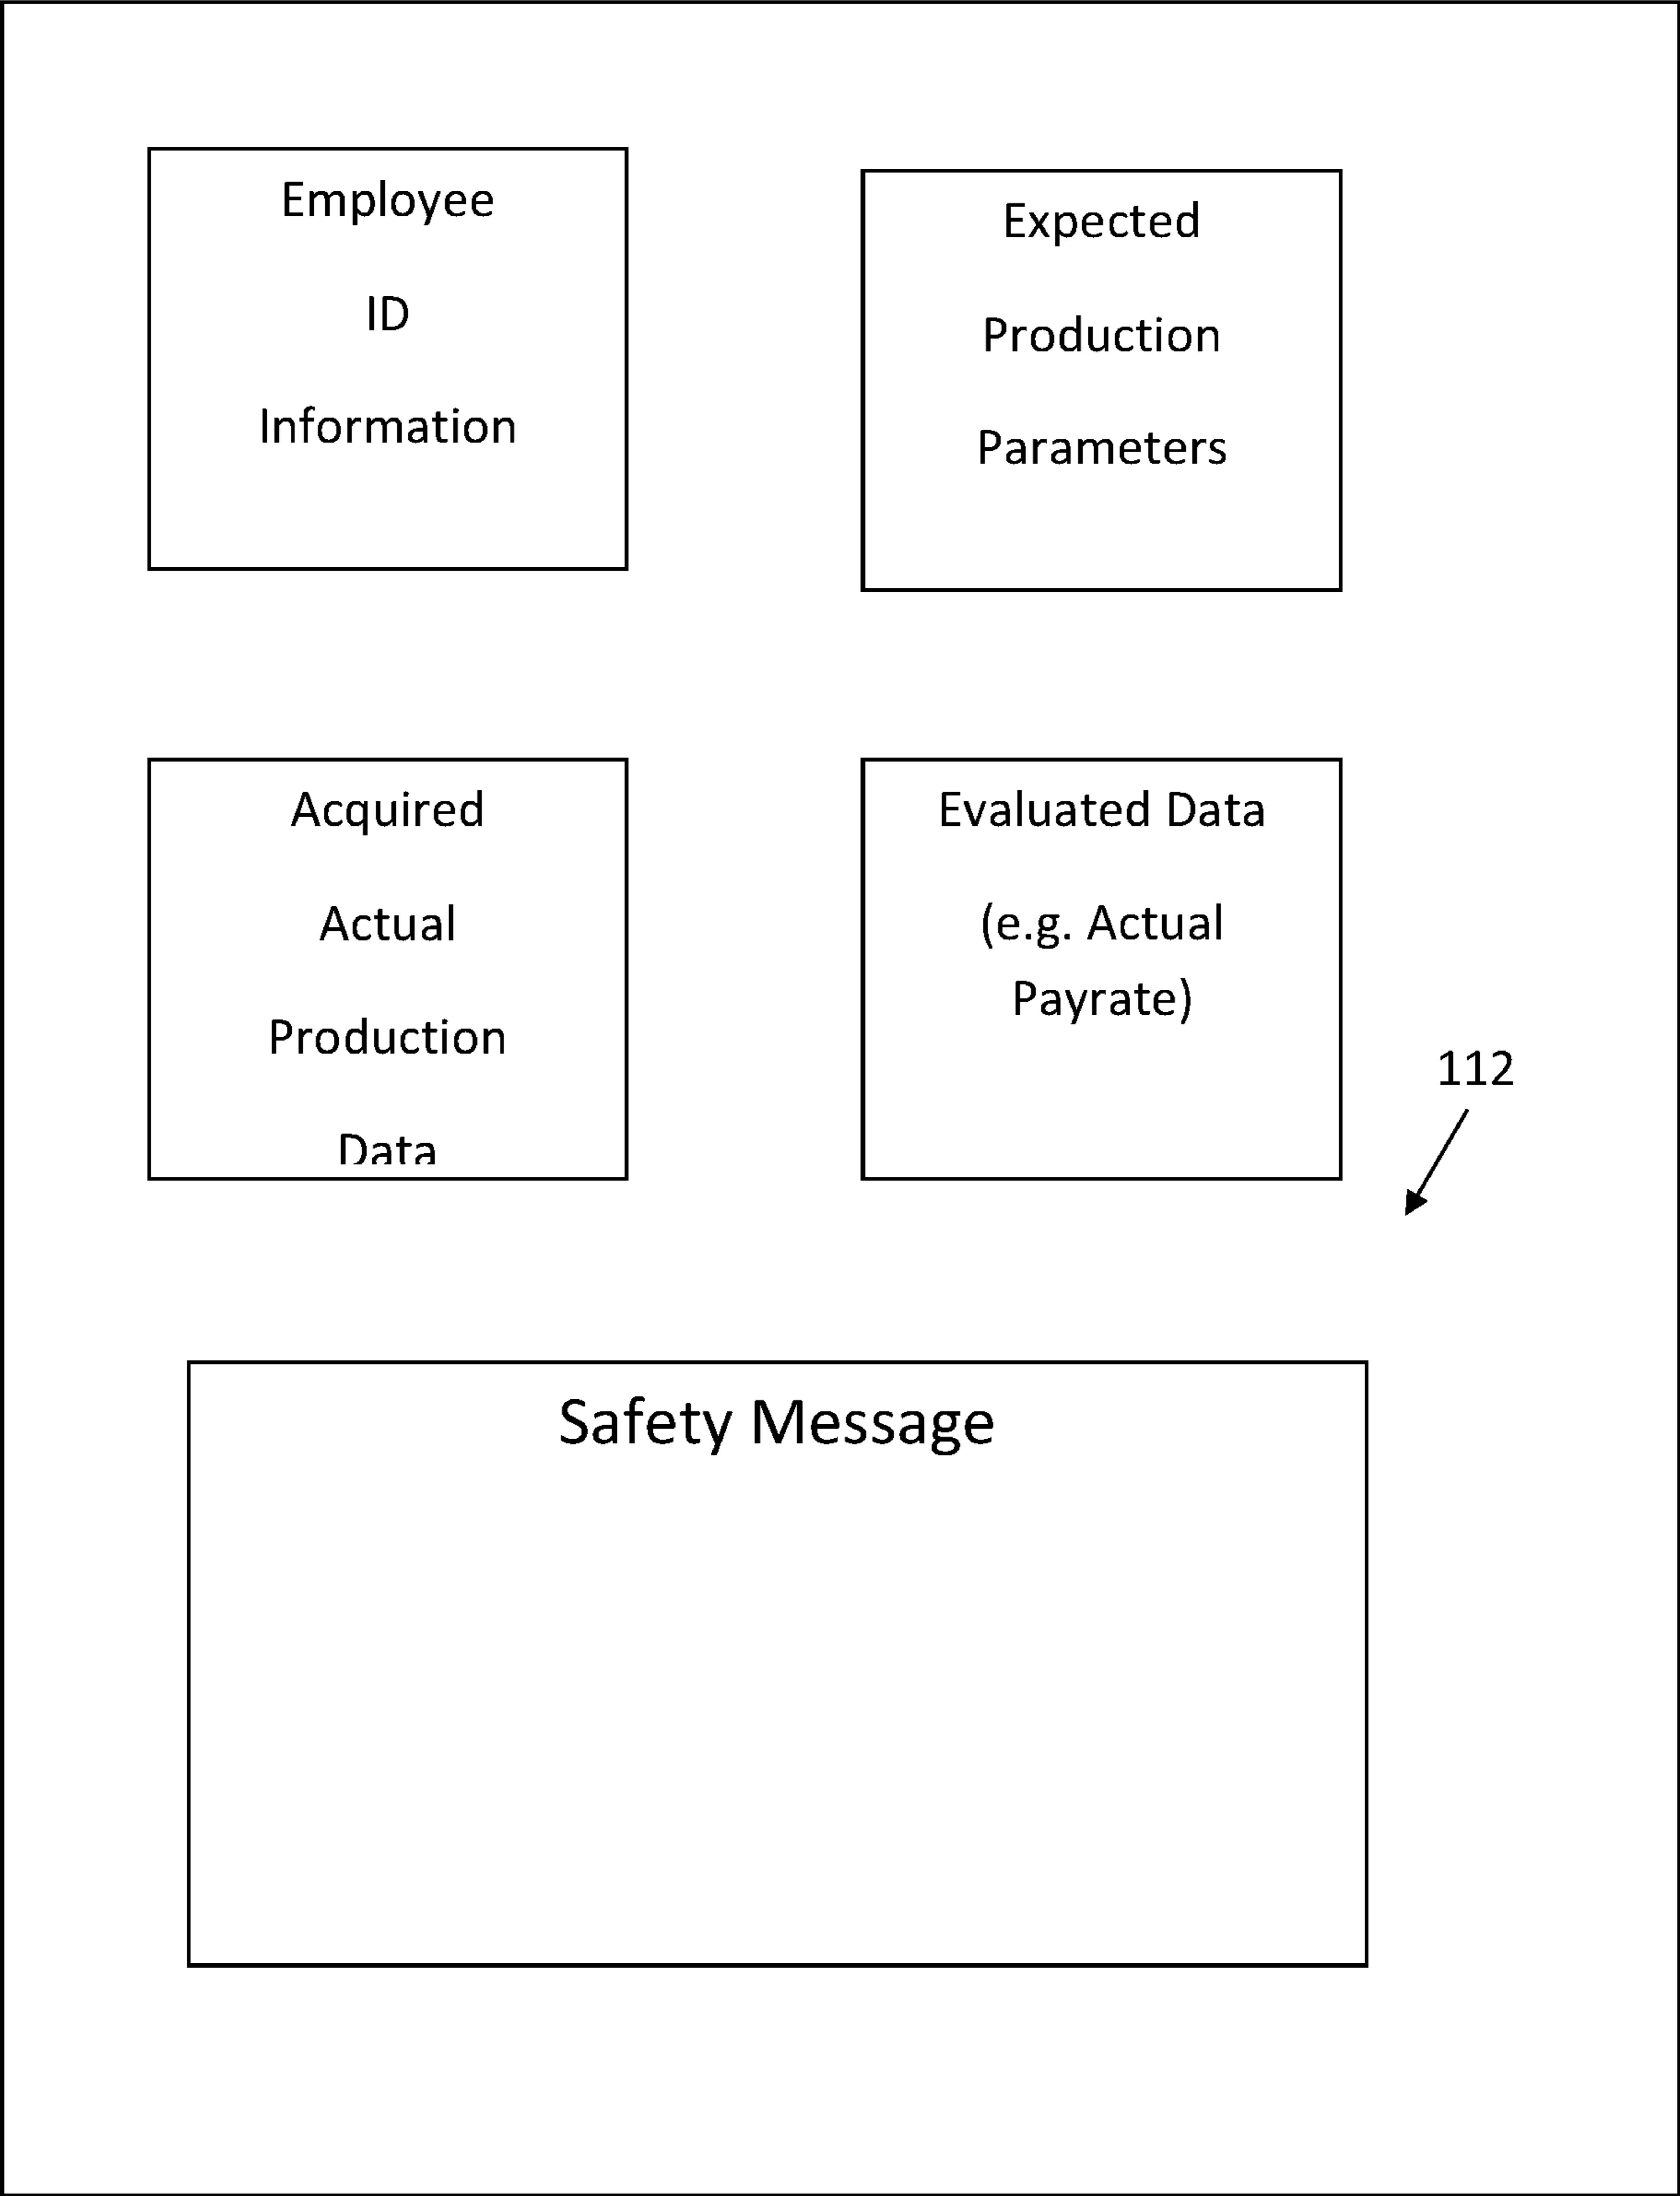 Employee
ID
Information
Expected
Production
Parameters
Acquired
Actual
Production
Data
Evaluated Data
(e.g. Actual
Payrate)
112
Safety Message